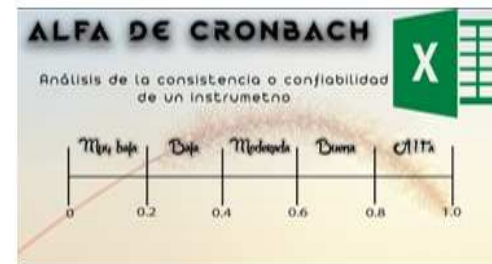 ALFA DE CRONBACH
X
Análisis de la consistencia o confiabilidad
de un instrumetno
Muy baja Baja Moderada Buena Alta
0 0.2 0.4 0.6 0.8 1.0